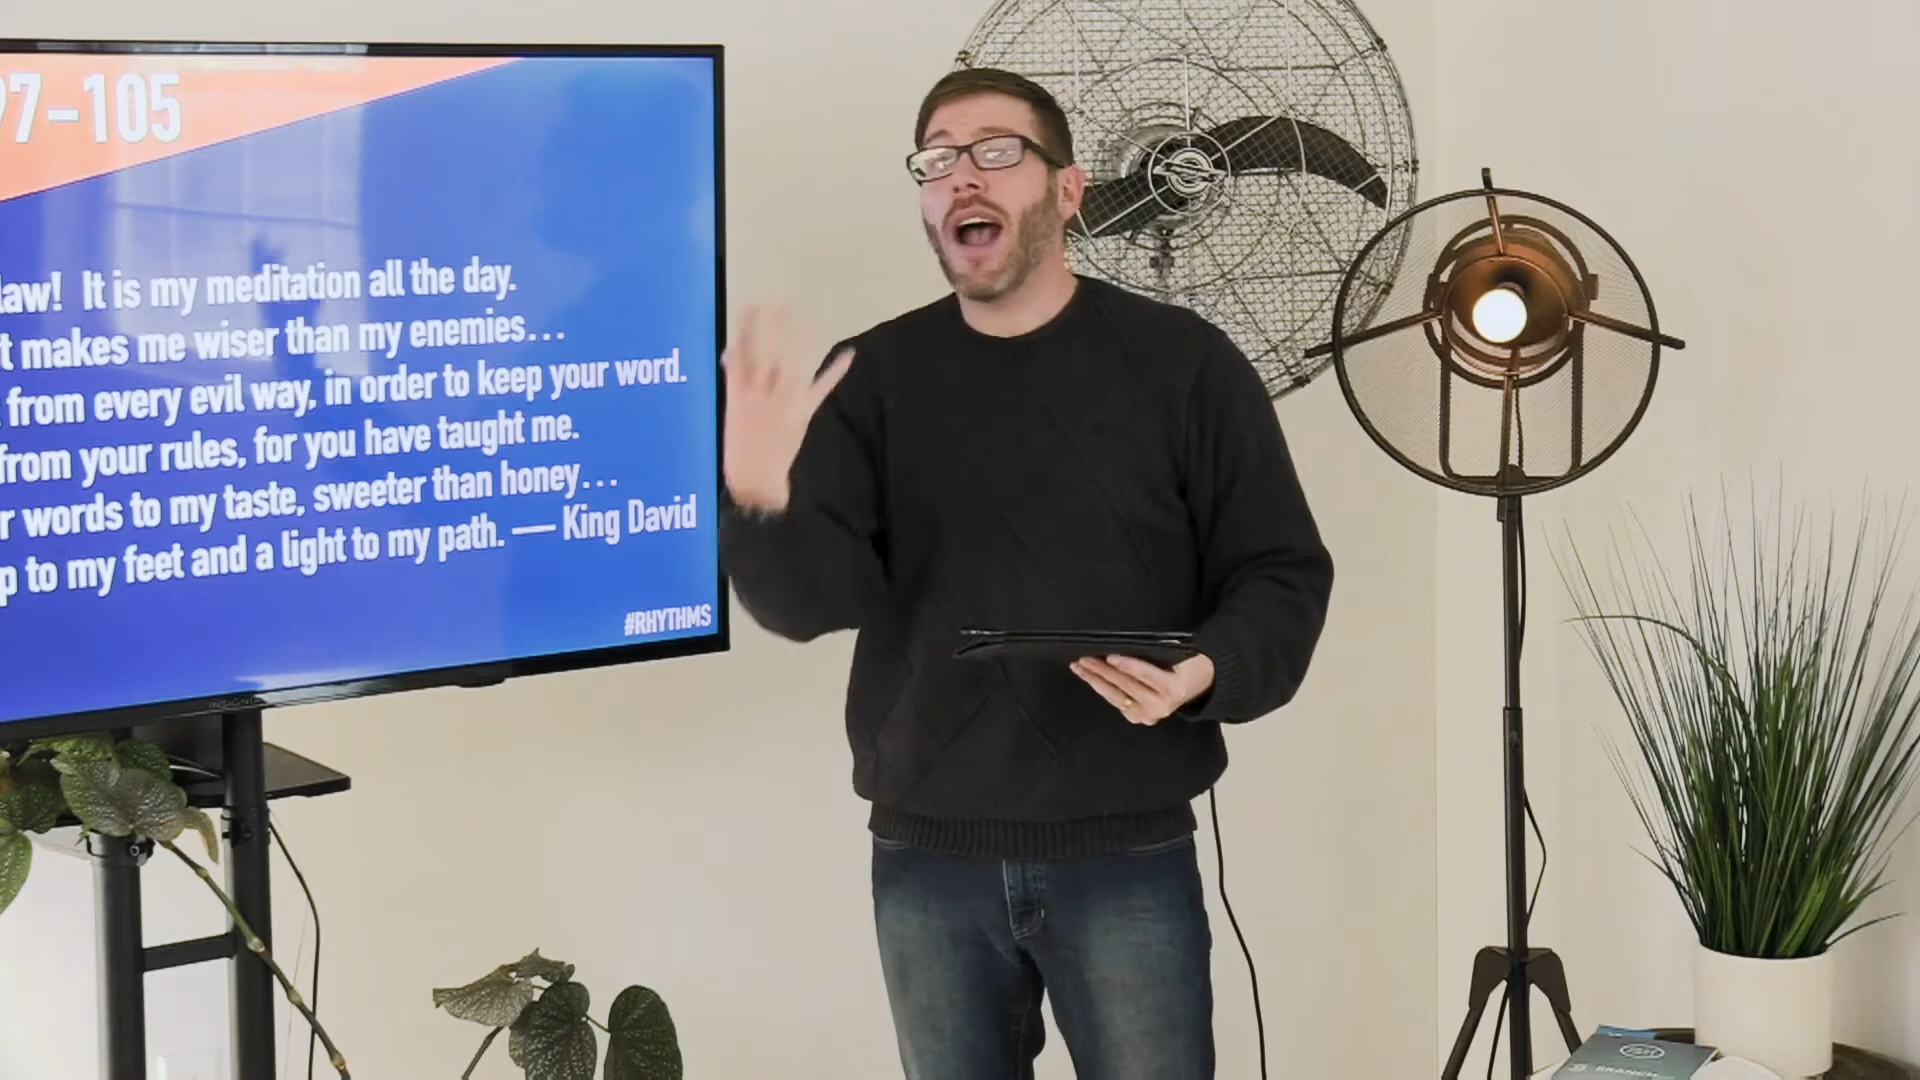 97-105
law! It is my meditation all the day.
makes me wiser than my enemies...
from every evil way, in order to keep your word.
from your rules, for you have taught me.
words to my taste, sweeter than honey...
to my feet and a light to my path. — King David
#RHYTHMS
INSIGNIA
BRANCH